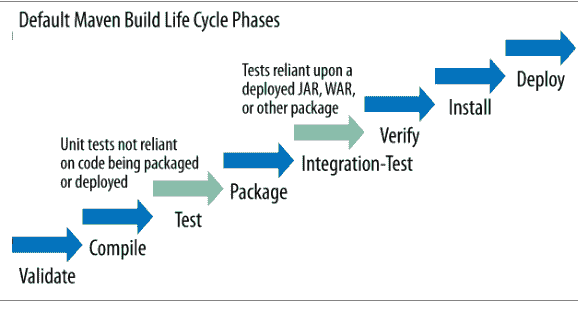 Default Maven Build Life Cycle Phases
Tests reliant upon a
deployed JAR, WAR,
or other package
Unit tests not reliant
on code being packaged
or deployed
Validate
Compile
Test
Package
Integration-Test
Verify
Install
Deploy